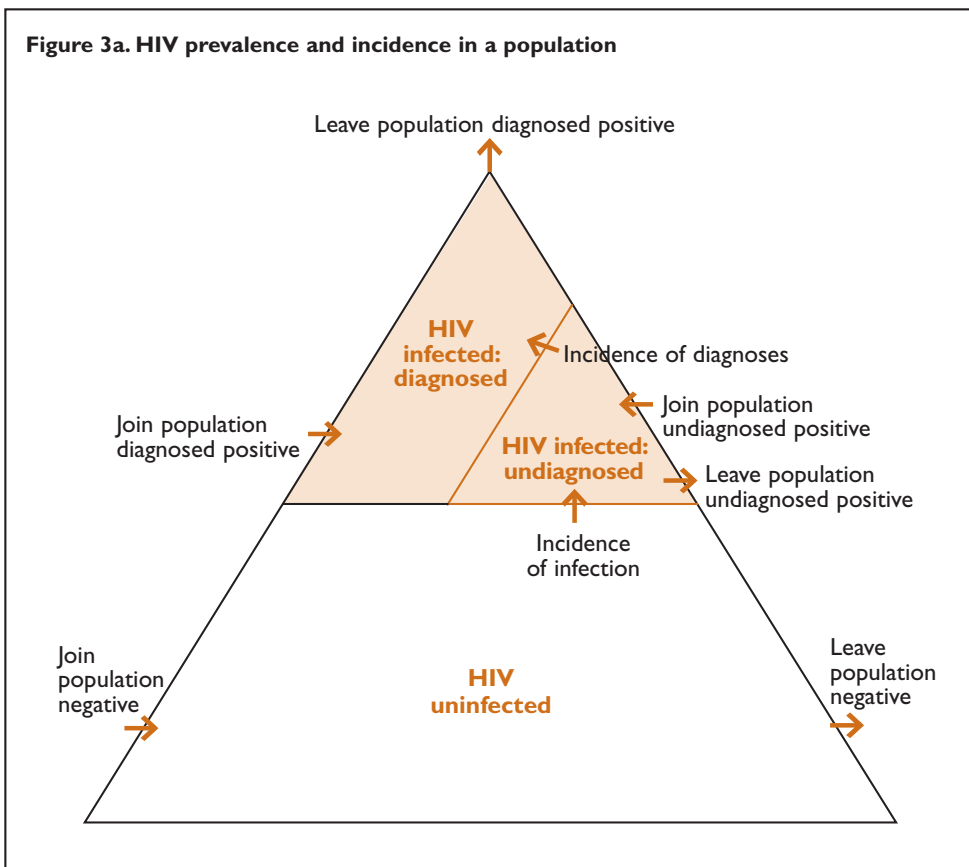 Figure 3a. HIV prevalence and incidence in a population
Leave population diagnosed positive
HIV
infected:
diagnosed
Incidence of diagnoses
Join population
undiagnosed positive
Join population
diagnosed positive
HIV infected:
undiagnosed
Leave population
undiagnosed positive
Incidence
of infection
Join
population
negative
HIV
uninfected
Leave
population
negative